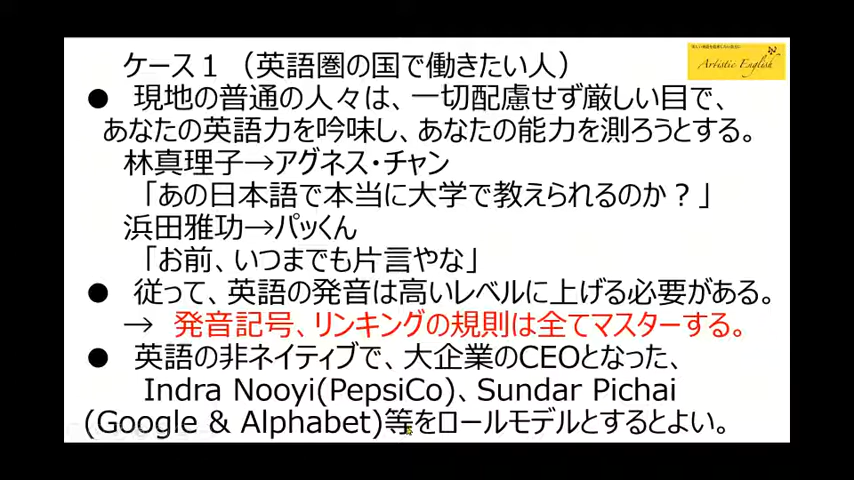 ケース１（英語圏の国で働きたい人）
Artistic English
● 現地の普通の人々は、一切配慮せず厳しい目で、
あなたの英語力を吟味し、あなたの能力を測ろうとする。
林真理子→アグネス・チャン
「あの日本語で本当に大学で教えられるのか？」
浜田雅功→パッくん
「お前、いつまでも片言やな」
● 従って、英語の発音は高いレベルに上げる必要がある。
→ 発音記号、リンキングの規則は全てマスターする。
● 英語の非ネイティブで、大企業のCEOとなった、
Indra Nooyi(PepsiCo)、Sundar Pichai
(Google & Alphabet)等をロールモデルとするとよい。